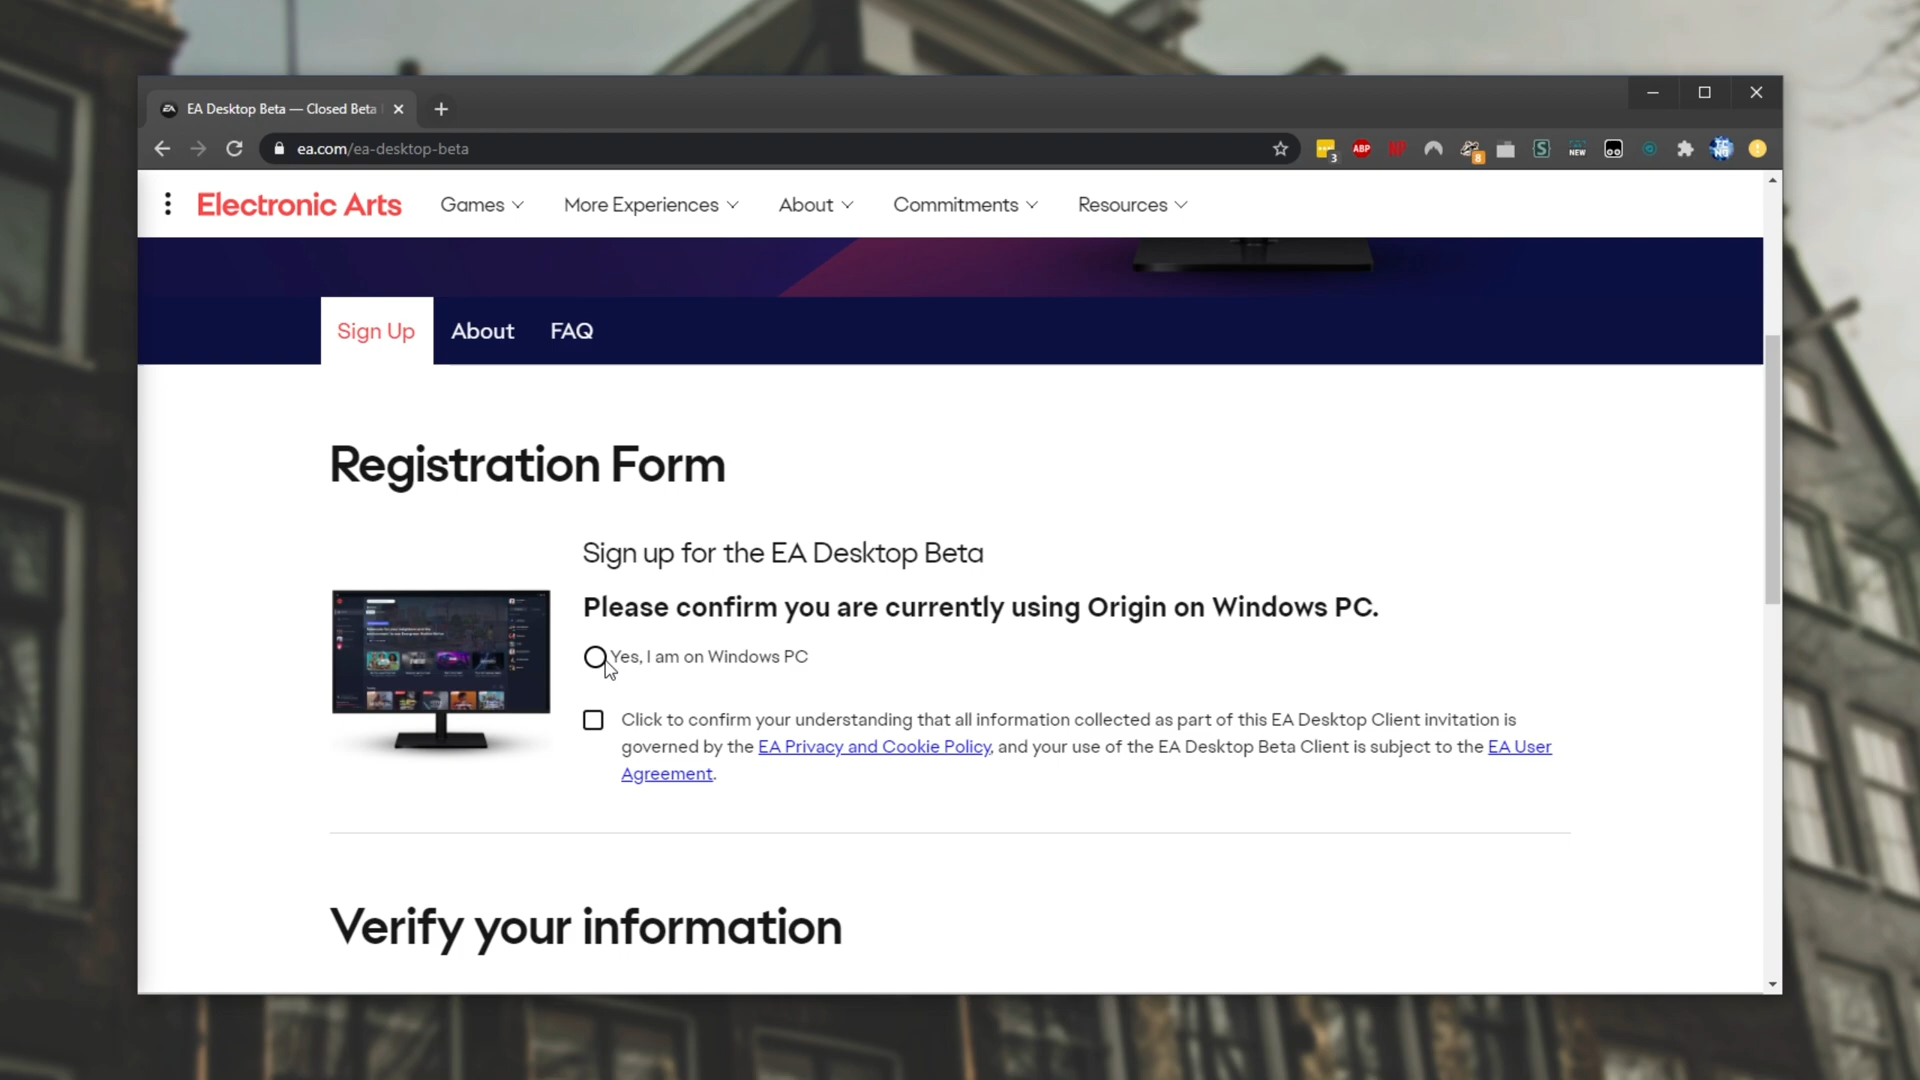 EA Desktop Beta — Closed Beta
ea.com/ea-desktop-beta
3
ABP
8
NEW
Electronic Arts
Games
More Experiences
About
Commitments
Resources
Sign Up
About
FAQ
Registration Form
Sign up for the EA Desktop Beta
Please confirm you are currently using Origin on Windows PC.
Yes, I am on Windows PC
Click to confirm your understanding that all information collected as part of this EA Desktop Client invitation is
governed by the EA Privacy and Cookie Policy, and your use of the EA Desktop Beta Client is subject to the EA User
Agreement.
Verify your information